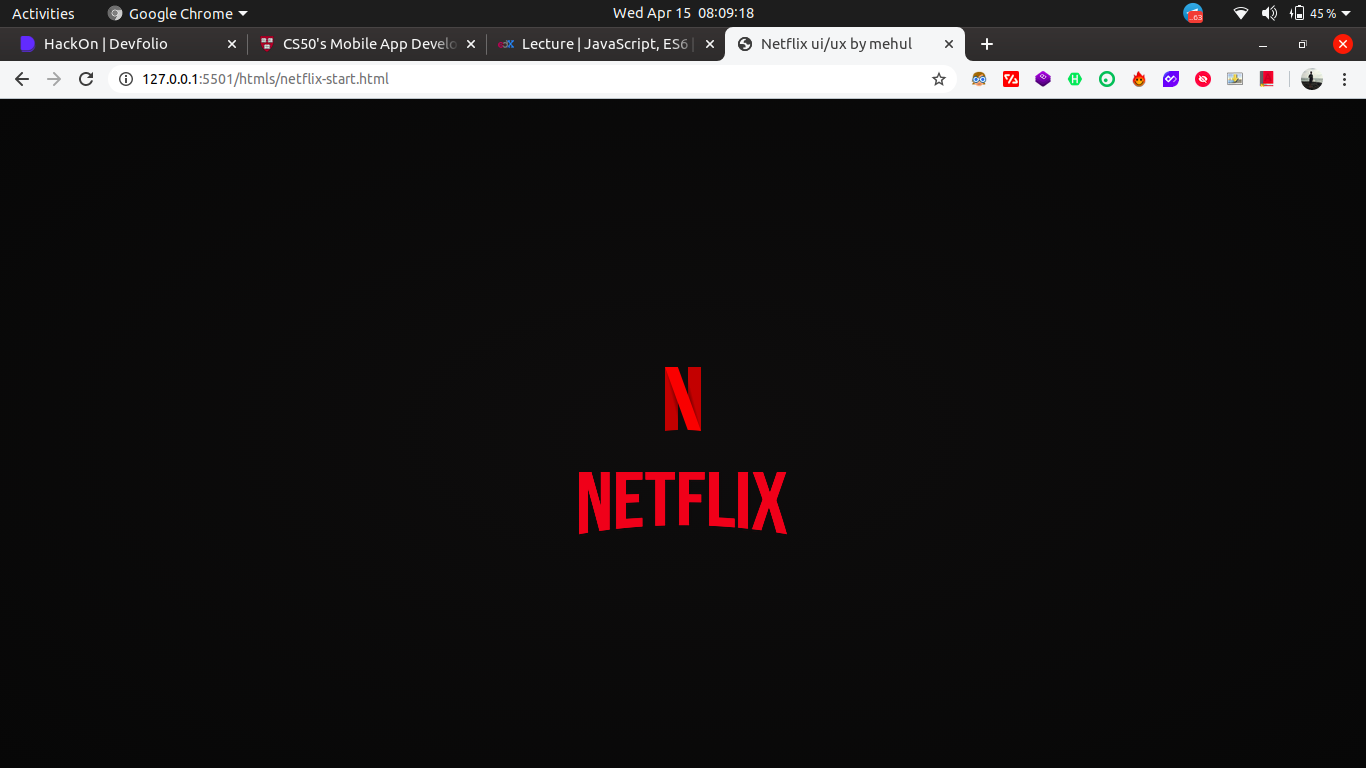 Activities Google Chrome Wed Apr 15 08:09:18 45 %
HackOn | Devfolio CS50's Mobile App Develo Lecture | JavaScript, ES6 | Netflix ui/ux by mehul
127.0.0.1:5501/htmls/netflix-start.html
N
NETFLIX